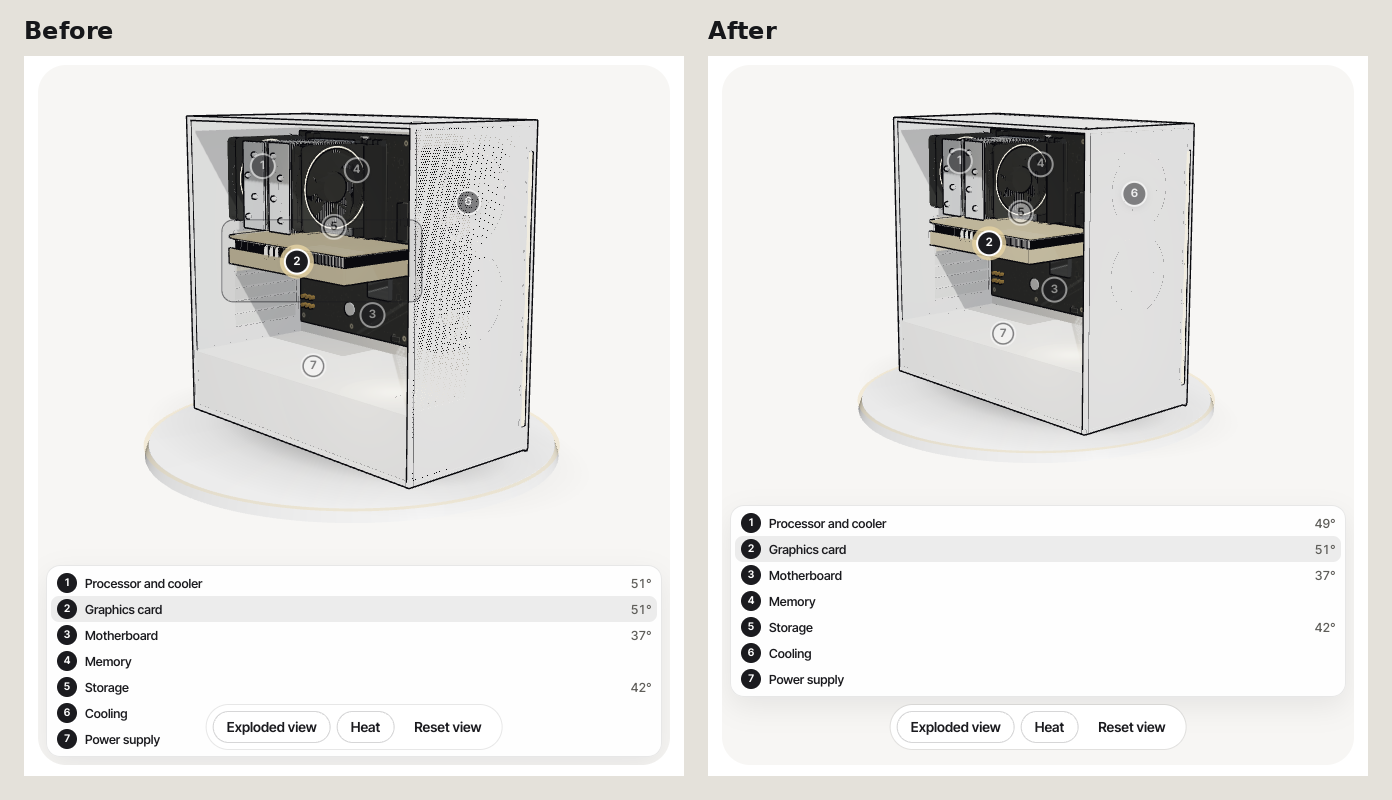 Before
1
4
6
5
2
3
7
1 Processor and cooler 51°
2 Graphics card 51°
3 Motherboard 37°
4 Memory
5 Storage 42°
6 Cooling
7 Power supply
Exploded view Heat Reset view
After
1
4
6
5
2
3
7
1 Processor and cooler 49°
2 Graphics card 51°
3 Motherboard 37°
4 Memory
5 Storage 42°
6 Cooling
7 Power supply
Exploded view Heat Reset view